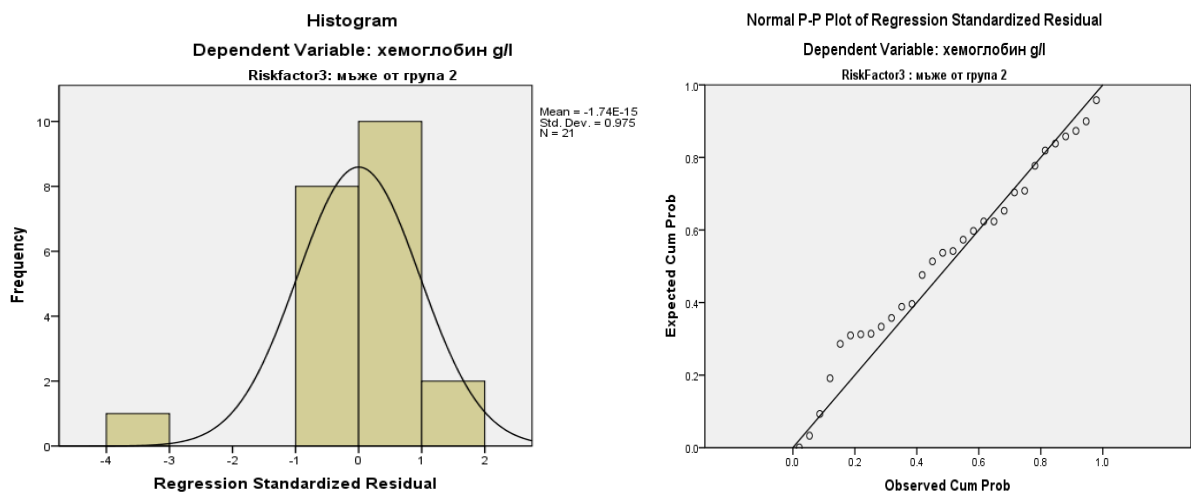 Histogram
Dependent Variable: хемоглобин g/l
Riskfactor3: мъже от група 2
Mean = -1.74E-15
Std. Dev. = 0.975
N = 21
10
8
6
4
2
0
Frequency
-4 -3 -2 -1 0 1 2
Regression Standardized Residual
Normal P-P Plot of Regression Standardized Residual
Dependent Variable: хемоглобин g/l
RiskFactor3 : мъже от група 2
1.0
0.8
0.6
0.4
0.2
0.0
Expected Cum Prob
0.0 0.2 0.4 0.6 0.8 1.0
Observed Cum Prob